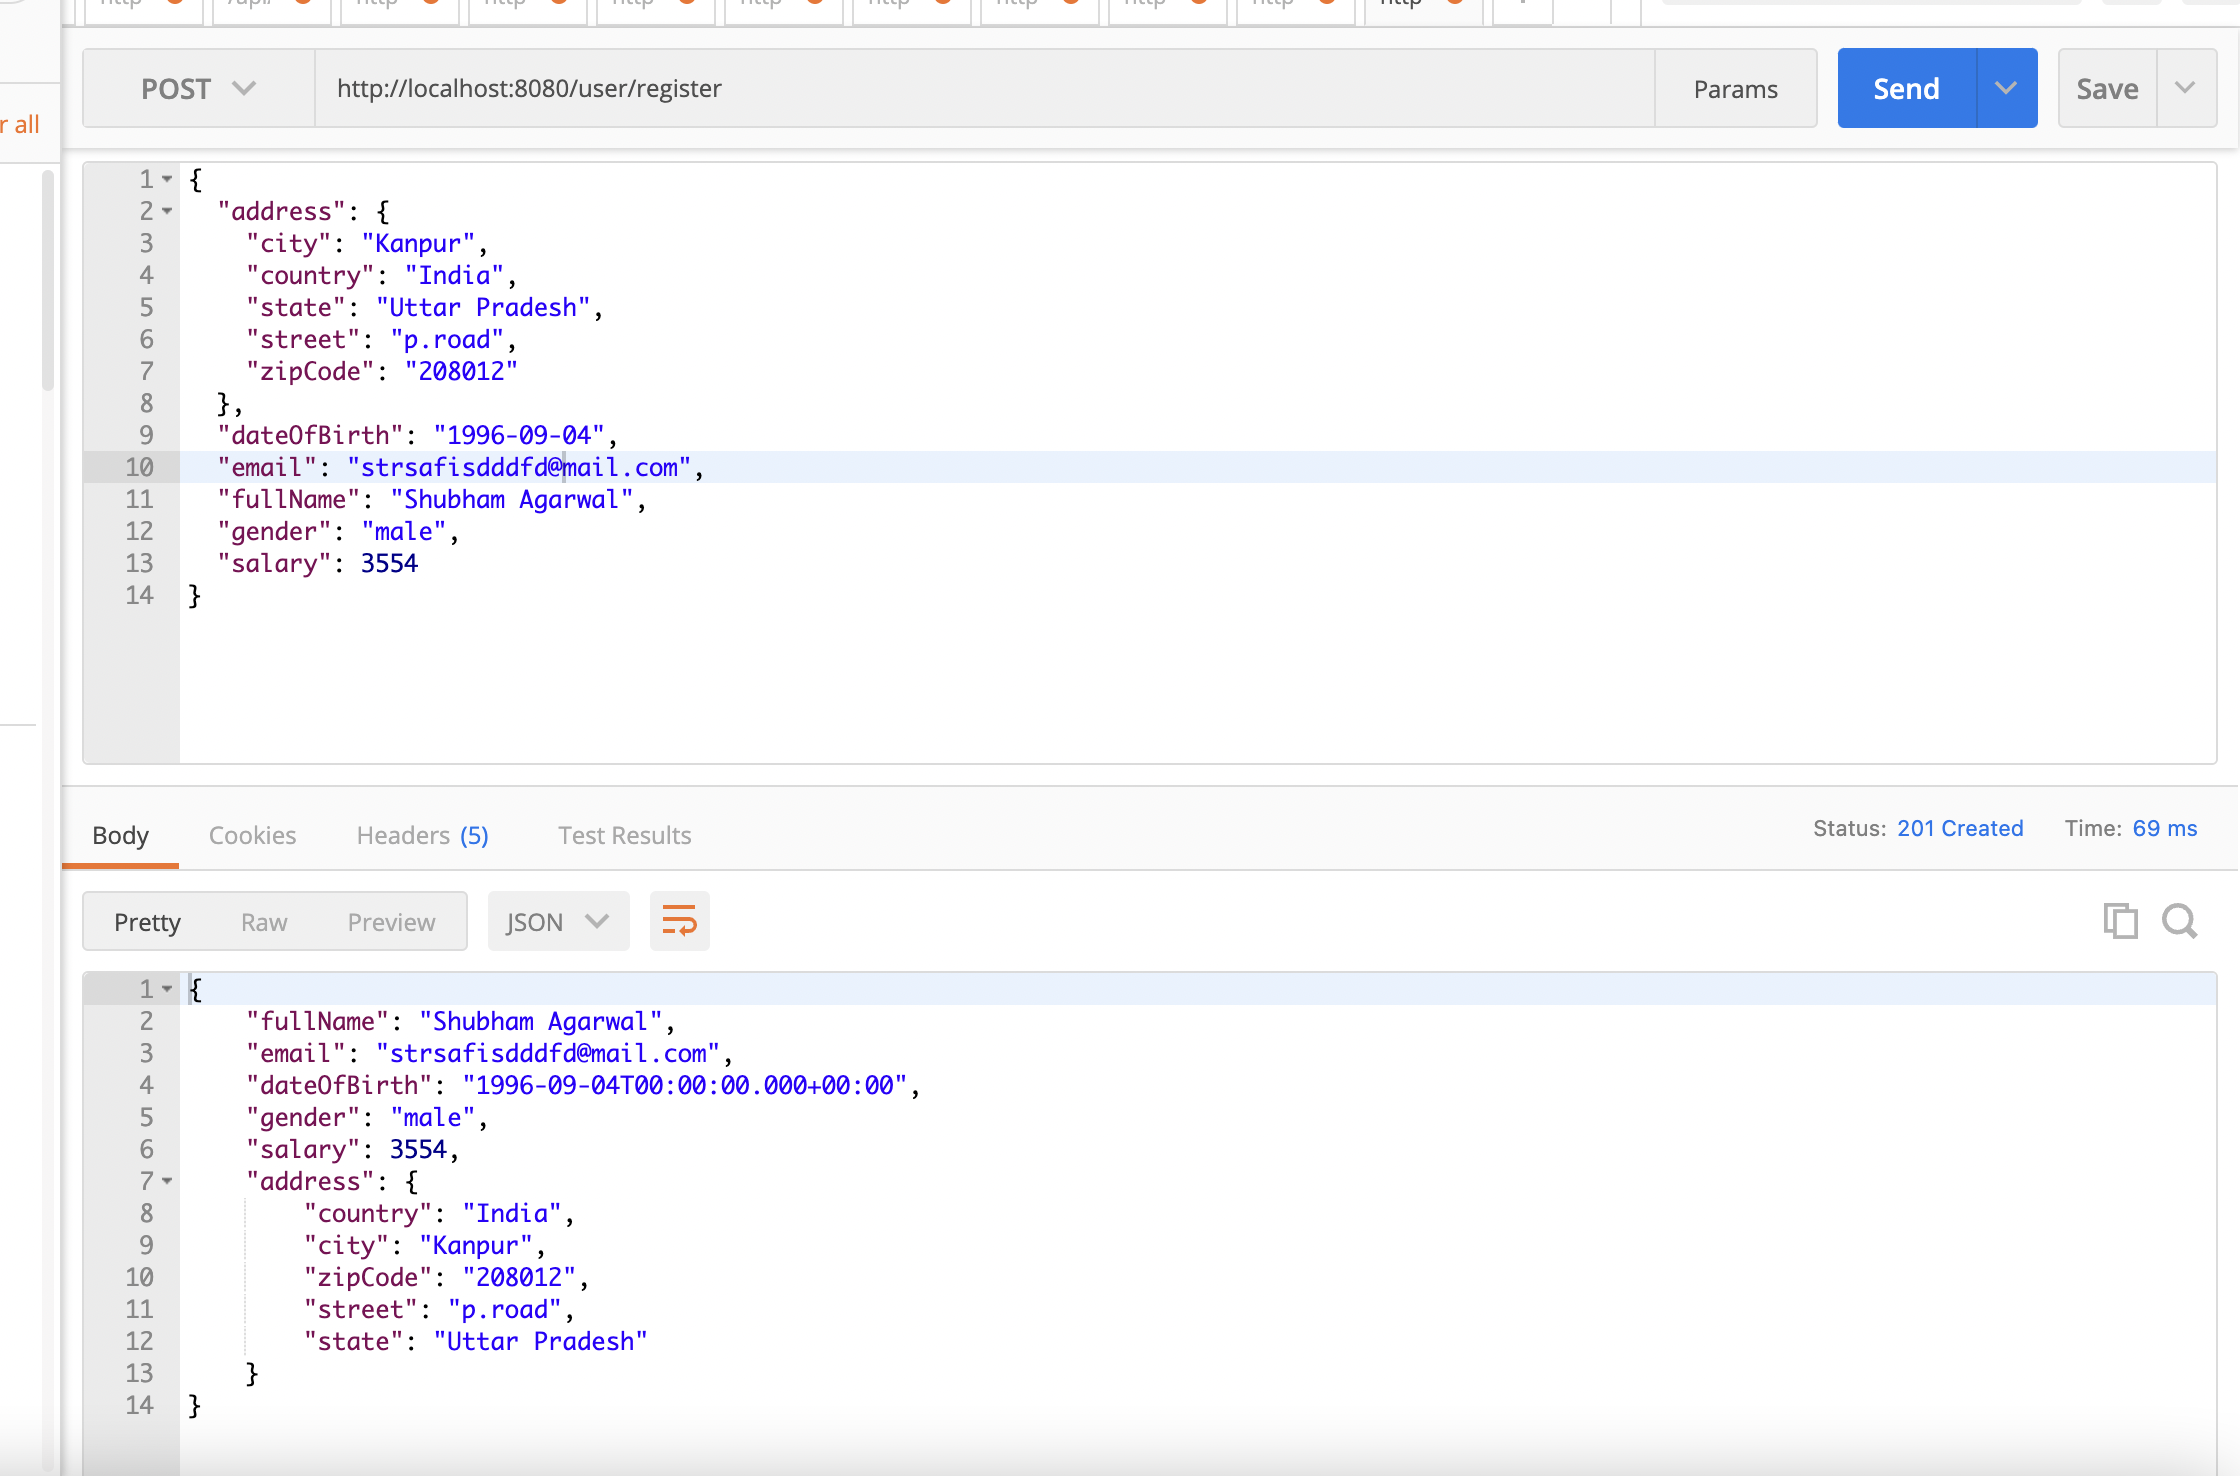 POST http://localhost:8080/user/register Params Send Save
r all
1 {
2 "address": {
3 "city": "Kanpur",
4 "country": "India",
5 "state": "Uttar Pradesh",
6 "street": "p.road",
7 "zipCode": "208012"
8 },
9 "dateOfBirth": "1996-09-04",
10 "email": "strsafisdddfd@mail.com",
11 "fullName": "Shubham Agarwal",
12 "gender": "male",
13 "salary": 3554
14 }
Body Cookies Headers (5) Test Results Status: 201 Created Time: 69 ms
Pretty Raw Preview JSON
1 {
2 "fullName": "Shubham Agarwal",
3 "email": "strsafisdddfd@mail.com",
4 "dateOfBirth": "1996-09-04T00:00:00.000+00:00",
5 "gender": "male",
6 "salary": 3554,
7 "address": {
8 "country": "India",
9 "city": "Kanpur",
10 "zipCode": "208012",
11 "street": "p.road",
12 "state": "Uttar Pradesh"
13 }
14 }